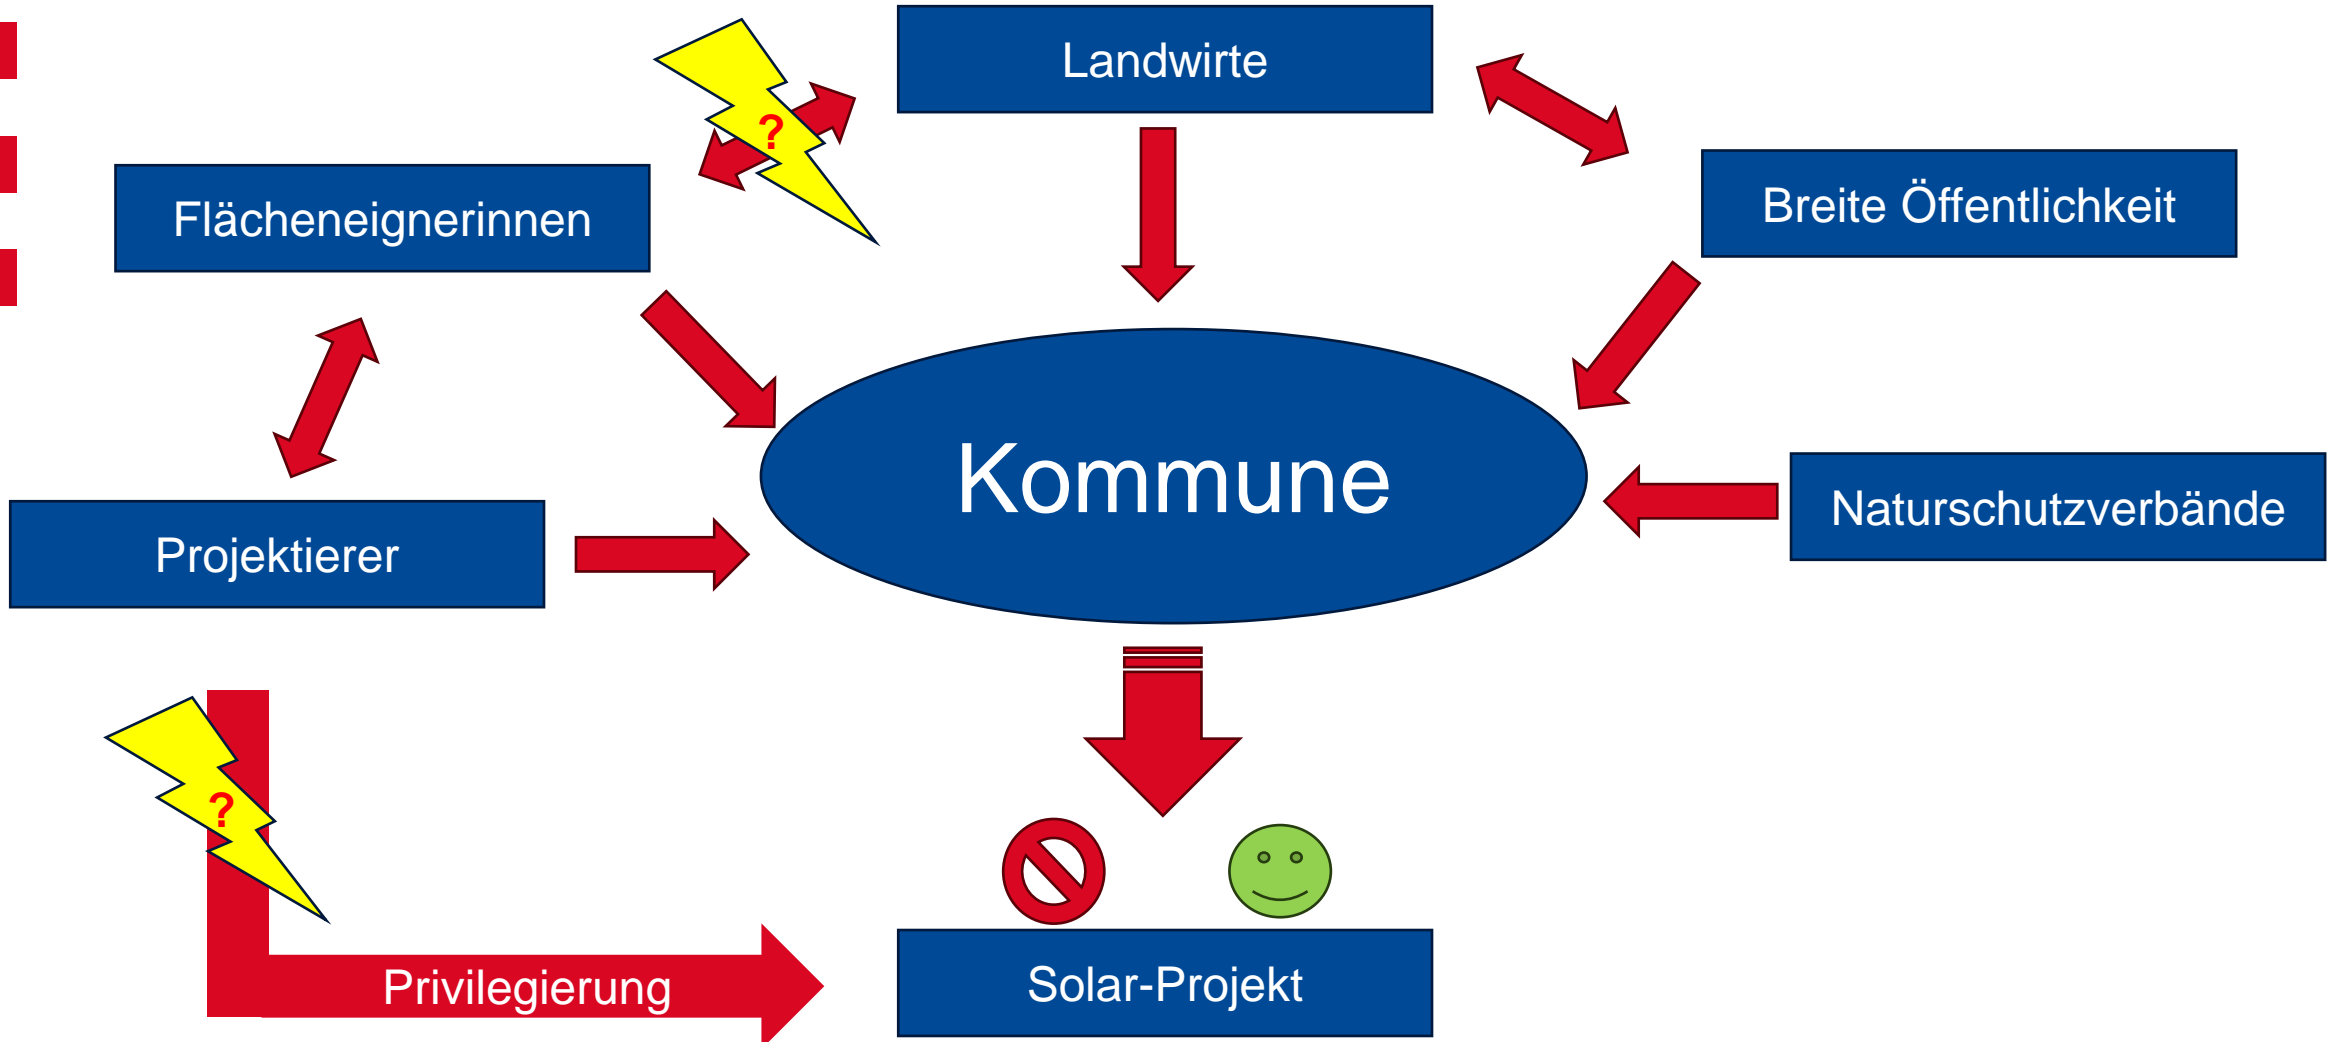 Landwirte
?
Flächeneignerinnen
Breite Öffentlichkeit
Kommune
Naturschutzverbände
Projektierer
?
Privilegierung
Solar-Projekt